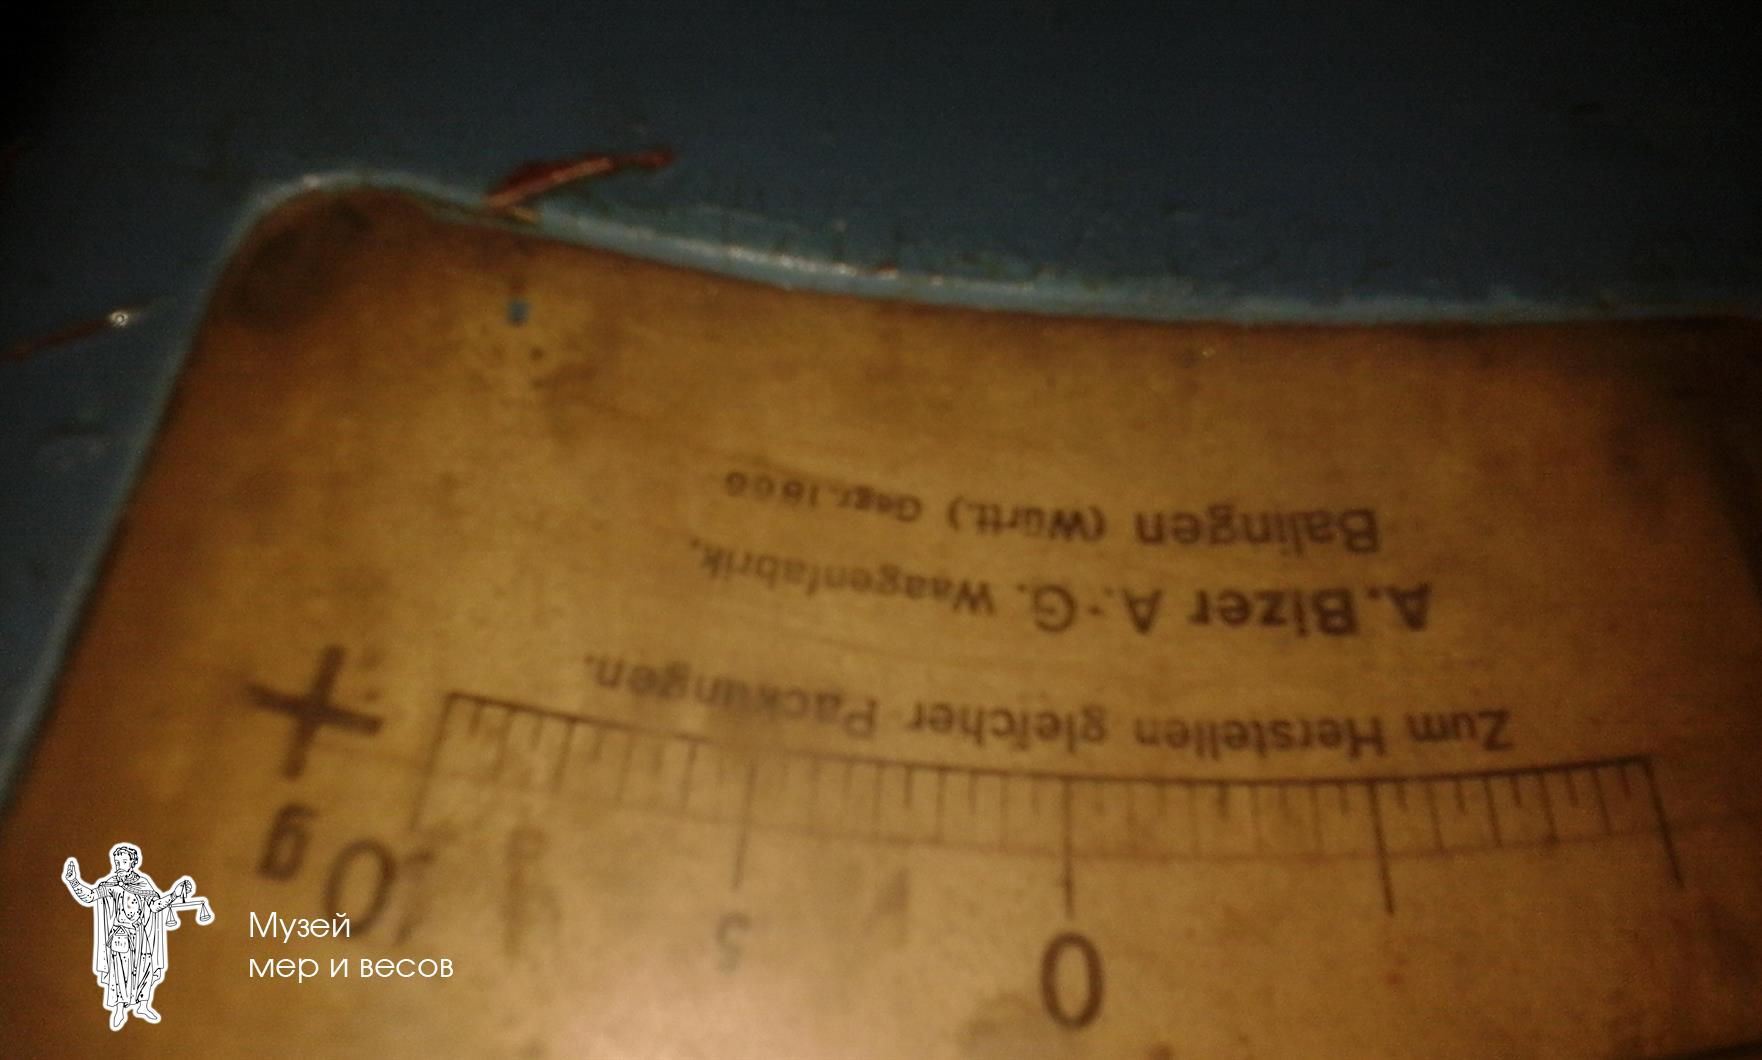 0 5 10 g
+
Zum Herstellen gleicher Packungen.
A. Bizer A.-G. Waagenfabrik,
Balingen (Württ.) Gegr. 1866
Музей
мер и весов